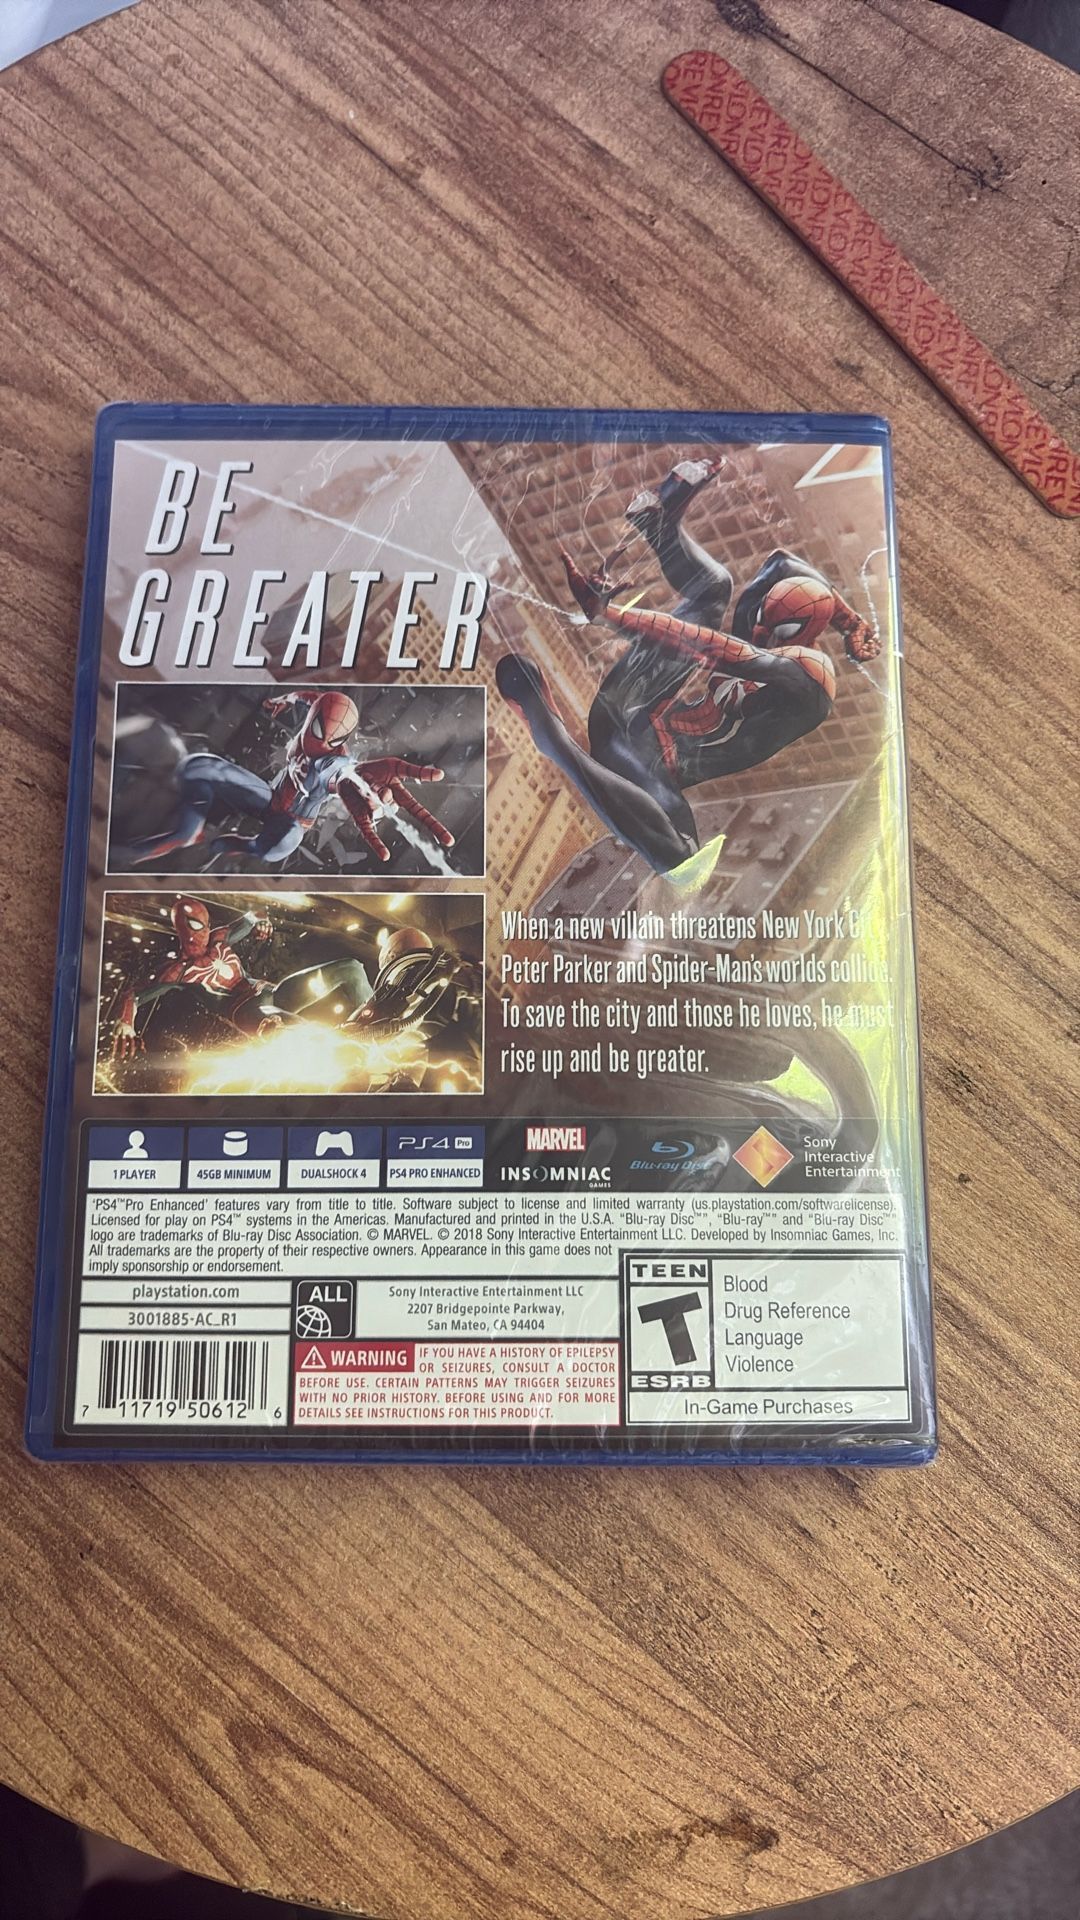 BE
GREATER
When a new villain threatens New York City,
Peter Parker and Spider-Man's worlds collide.
To save the city and those he loves, he must
rise up and be greater.
1 PLAYER
45GB MINIMUM
DUALSHOCK 4
PS4 Pro
PS4 PRO ENHANCED
MARVEL
INSOMNIAC
GAMES
Blu-ray Disc
Sony
Interactive
Entertainment
'PS4™Pro Enhanced' features vary from title to title. Software subject to license and limited warranty (us.playstation.com/softwarelicense).
Licensed for play on PS4™ systems in the Americas. Manufactured and printed in the U.S.A. "Blu-ray Disc™", "Blu-ray™" and "Blu-ray Disc™"
logo are trademarks of Blu-ray Disc Association. © MARVEL. © 2018 Sony Interactive Entertainment LLC. Developed by Insomniac Games, Inc.
All trademarks are the property of their respective owners. Appearance in this game does not
imply sponsorship or endorsement.
playstation.com
3001885-AC_R1
7 11719 50612 6
ALL
Sony Interactive Entertainment LLC
2207 Bridgepointe Parkway,
San Mateo, CA 94404
WARNING IF YOU HAVE A HISTORY OF EPILEPSY
OR SEIZURES, CONSULT A DOCTOR
BEFORE USE. CERTAIN PATTERNS MAY TRIGGER SEIZURES
WITH NO PRIOR HISTORY. BEFORE USING AND FOR MORE
DETAILS SEE INSTRUCTIONS FOR THIS PRODUCT.
TEEN
T
ESRB
Blood
Drug Reference
Language
Violence
In-Game Purchases
REVLON